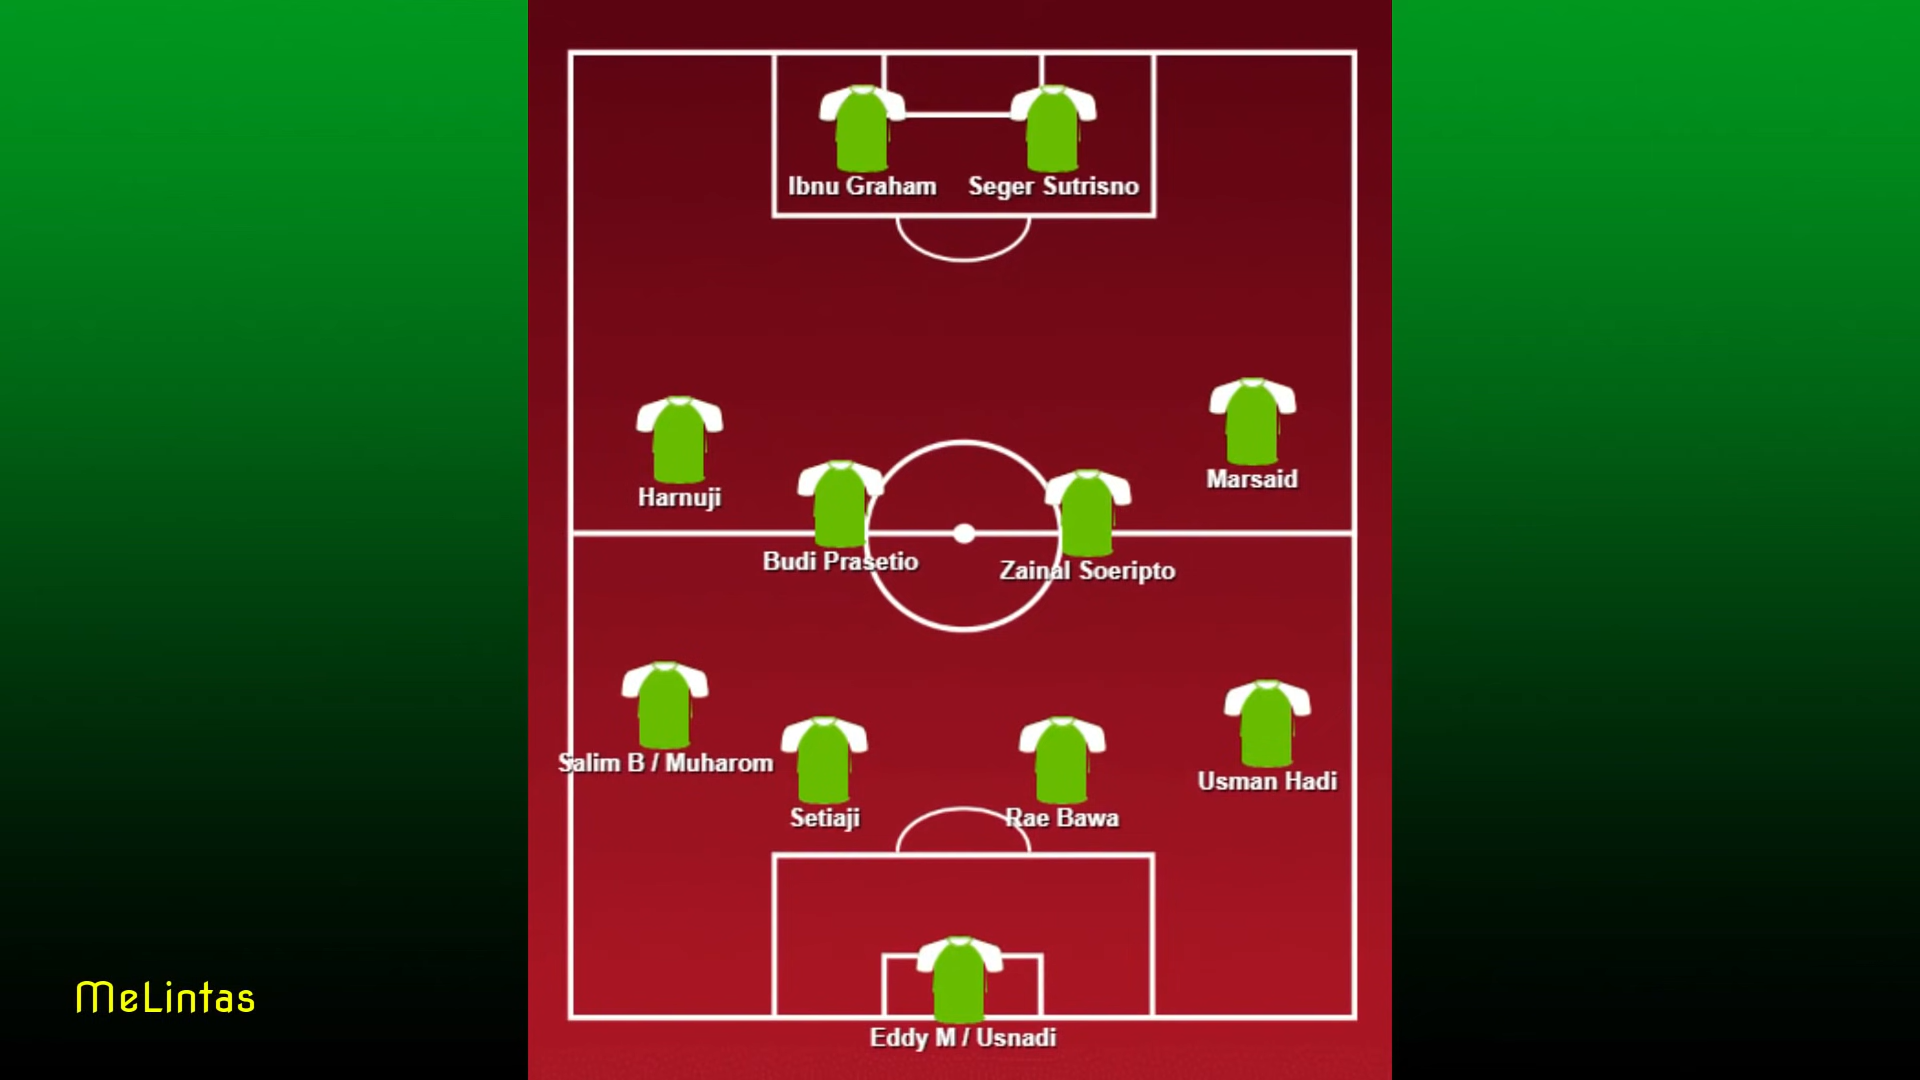 Ibnu Graham
Seger Sutrisno
Harnuji
Marsaid
Budi Prasetio
Zainal Soeripto
Salim B / Muharom
Usman Hadi
Setiaji
Rae Bawa
Eddy M / Usnadi
MeLintas